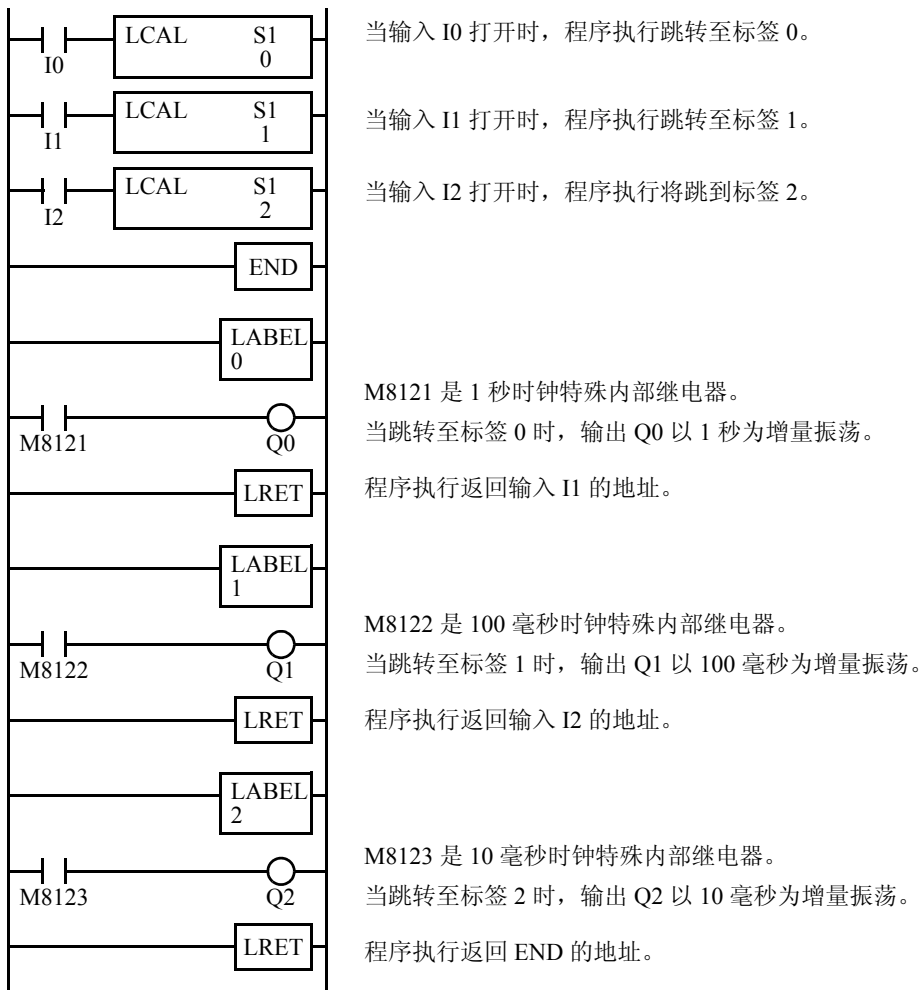 LCAL S1 当输入 I0 打开时，程序执行跳转至标签 0。
I0 0
LCAL S1 当输入 I1 打开时，程序执行跳转至标签 1。
I1 1
LCAL S1 当输入 I2 打开时，程序执行将跳到标签 2。
I2 2
END
LABEL
0
M8121 是 1 秒时钟特殊内部继电器。
M8121 Q0 当跳转至标签 0 时，输出 Q0 以 1 秒为增量振荡。
LRET 程序执行返回输入 I1 的地址。
LABEL
1
M8122 是 100 毫秒时钟特殊内部继电器。
M8122 Q1 当跳转至标签 1 时，输出 Q1 以 100 毫秒为增量振荡。
LRET 程序执行返回输入 I2 的地址。
LABEL
2
M8123 是 10 毫秒时钟特殊内部继电器。
M8123 Q2 当跳转至标签 2 时，输出 Q2 以 10 毫秒为增量振荡。
LRET 程序执行返回 END 的地址。